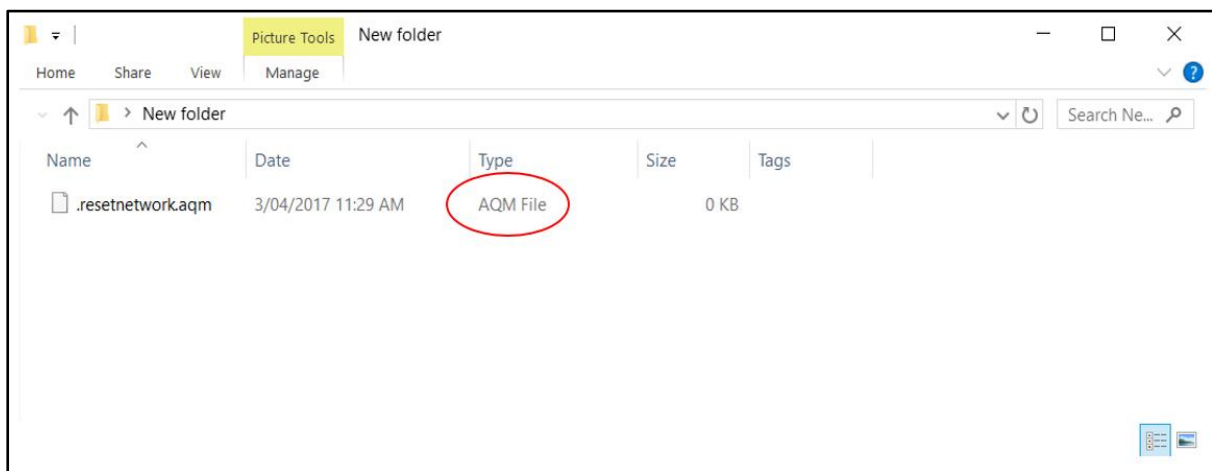 Picture Tools New folder
Home Share View Manage
New folder
Search Ne...
Name Date Type Size Tags
.resetnetwork.aqm 3/04/2017 11:29 AM AQM File 0 KB